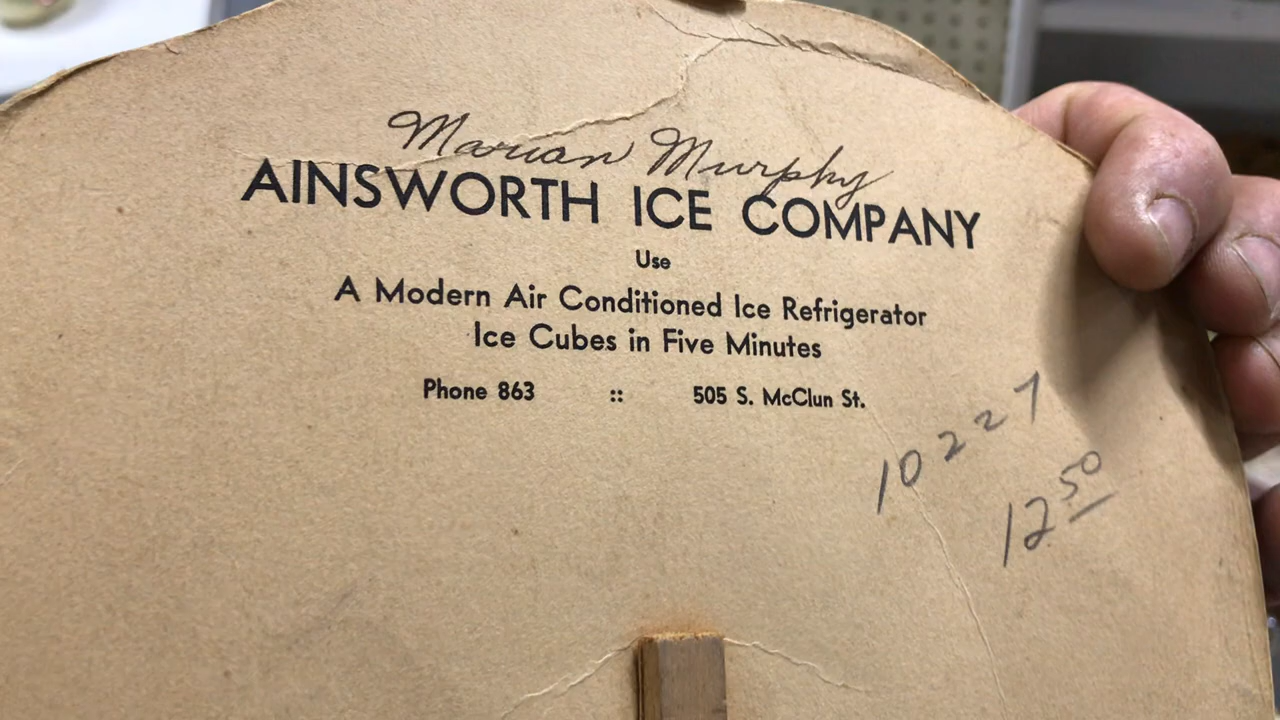 Marian Murphy
AINSWORTH ICE COMPANY
Use
A Modern Air Conditioned Ice Refrigerator
Ice Cubes in Five Minutes
Phone 863 :: 505 S. McClun St.
10227
12 50